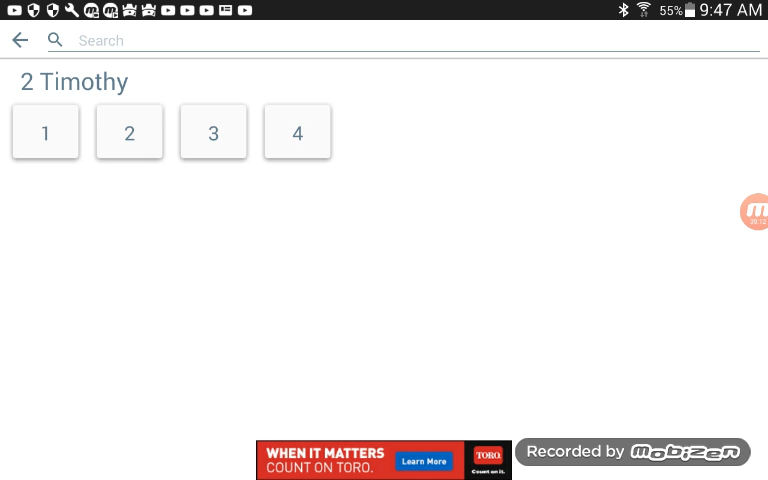 55% 9:47 AM
Search
2 Timothy
1 2 3 4
WHEN IT MATTERS
COUNT ON TORO.
Learn More
TORO
Count on it.
Recorded by mobizen